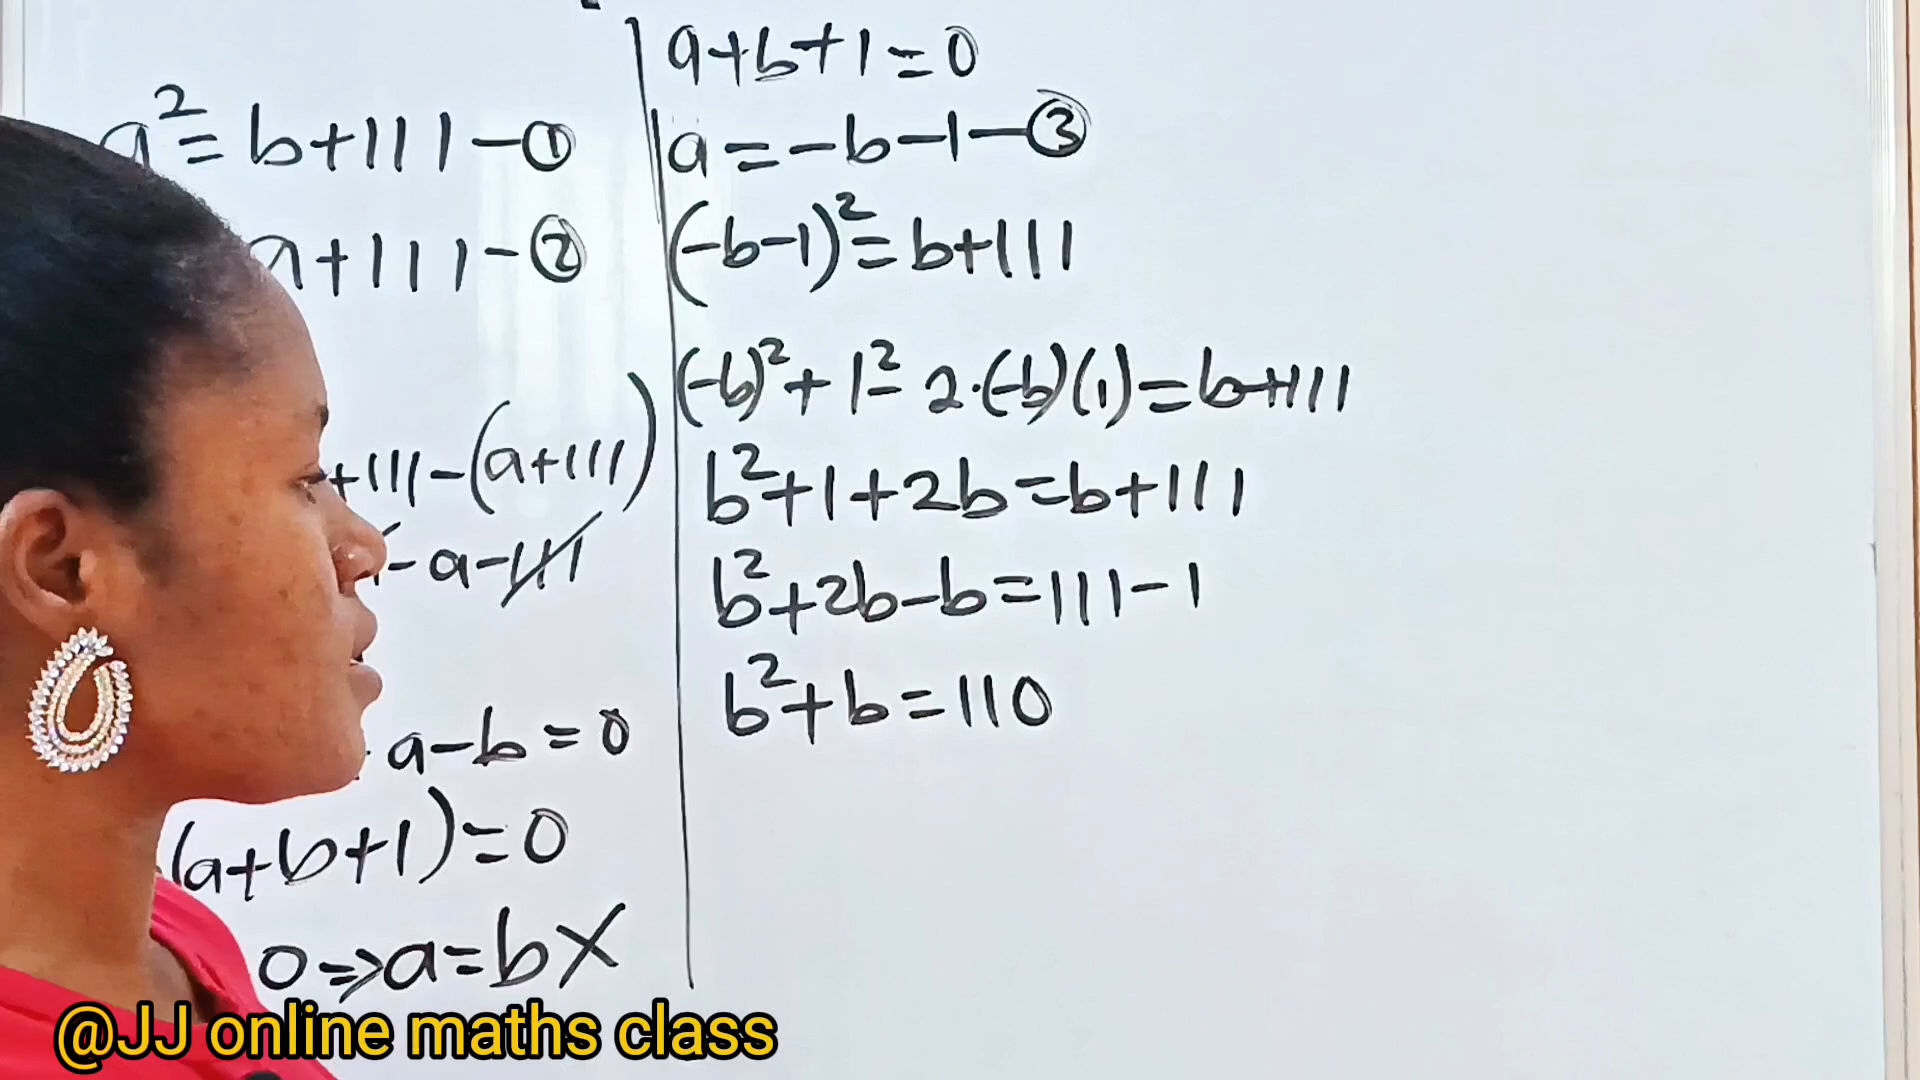 a²=b+111-①
a+111-②
+111-(a+111)
-a-111
a-b=0
(a+b+1)=0
0⇒a=b×
a+b+1=0
a=-b-1-③
(-b-1)²=b+111
(-b)²+1²-2·(-b)(1)=b+111
b²+1+2b=b+111
b²+2b-b=111-1
b²+b=110
@JJ online maths class